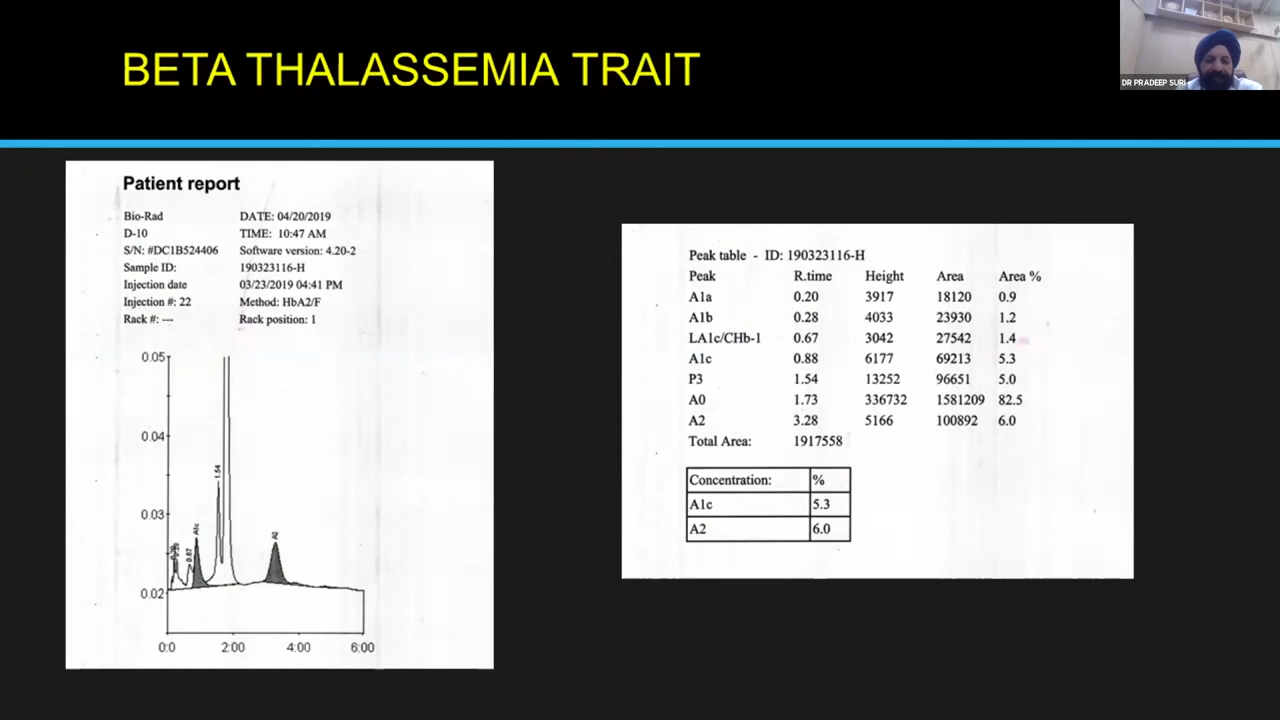 BETA THALASSEMIA TRAIT
DR PRADEEP SURI
Patient report
Bio-Rad DATE: 04/20/2019
D-10 TIME: 10:47 AM
S/N: #DC1B524406 Software version: 4.20-2
Sample ID: 190323116-H
Injection date 03/23/2019 04:41 PM
Injection #: 22 Method: HbA2/F
Rack #: --- Rack position: 1
0.05
0.04
0.03
0.02
1.54
A1c
0.67
A2
0:0 2:00 4:00 6:00
Peak table - ID: 190323116-H
Peak R.time Height Area Area %
A1a 0.20 3917 18120 0.9
A1b 0.28 4033 23930 1.2
LA1c/CHb-1 0.67 3042 27542 1.4
A1c 0.88 6177 69213 5.3
P3 1.54 13252 96651 5.0
A0 1.73 336732 1581209 82.5
A2 3.28 5166 100892 6.0
Total Area: 1917558
Concentration: %
A1c 5.3
A2 6.0